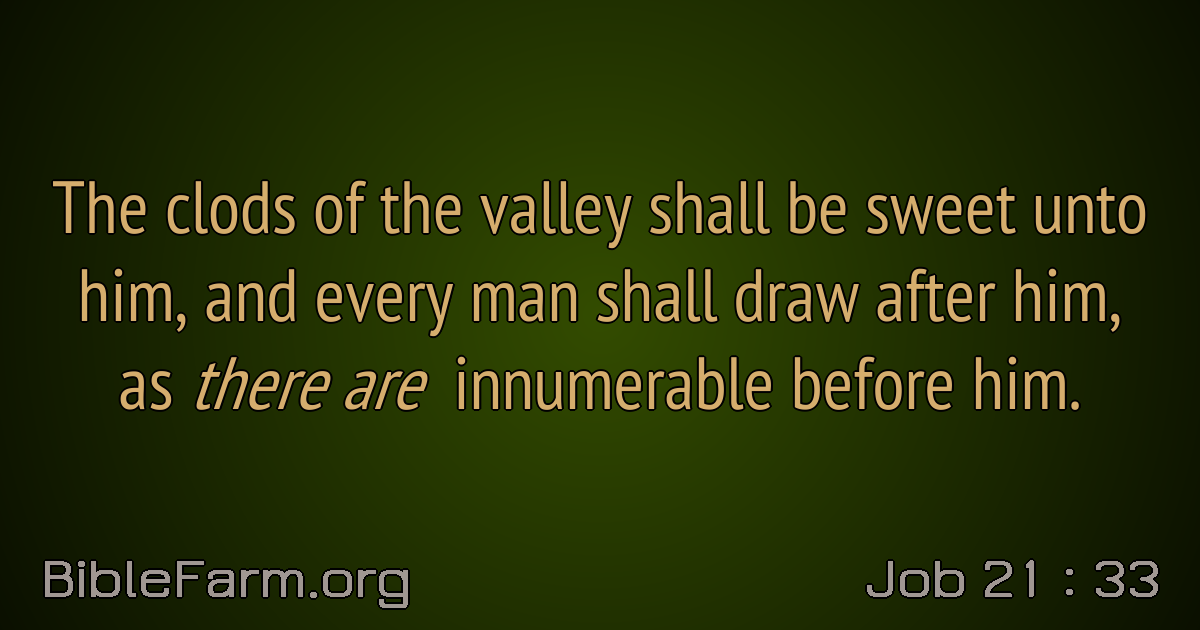 The clods of the valley shall be sweet unto
him, and every man shall draw after him,
as there are innumerable before him.
BibleFarm.org
Job 21 : 33